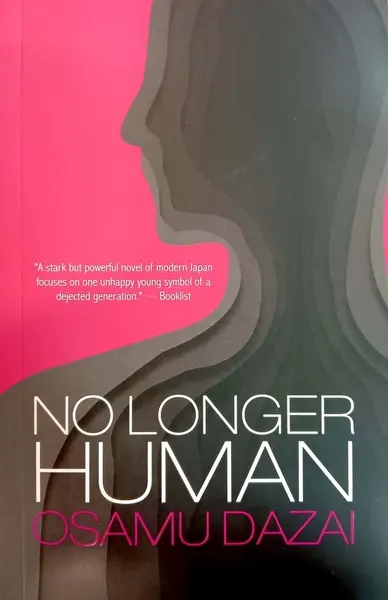 "A stark but powerful novel of modern Japan
focuses on one unhappy young symbol of a
dejected generation." — Booklist
NO LONGER
HUMAN
OSAMU DAZAI